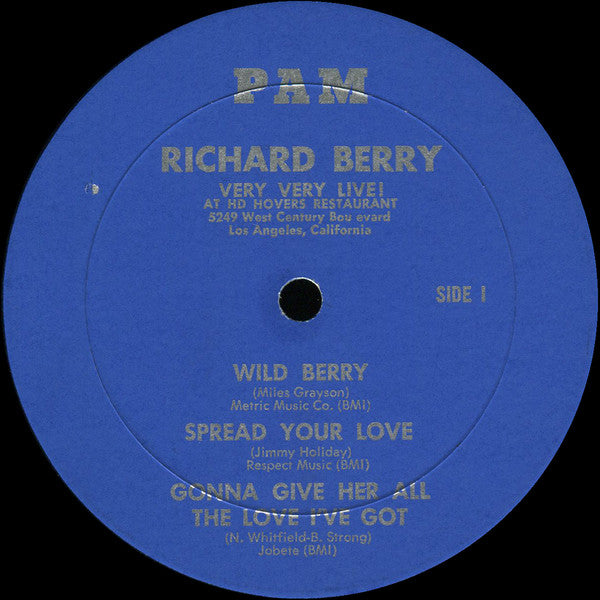 PAM
RICHARD BERRY
VERY VERY LIVE!
AT HD HOVERS RESTAURANT
5249 West Century Bou evard
Los Angeles, California
SIDE 1
WILD BERRY
(Miles Grayson)
Metric Music Co. (BMI)
SPREAD YOUR LOVE
(Jimmy Holiday)
Respect Music (BMI)
GONNA GIVE HER ALL
THE LOVE I'VE GOT
(N. Whitfield-B. Strong)
Jobete (BMI)